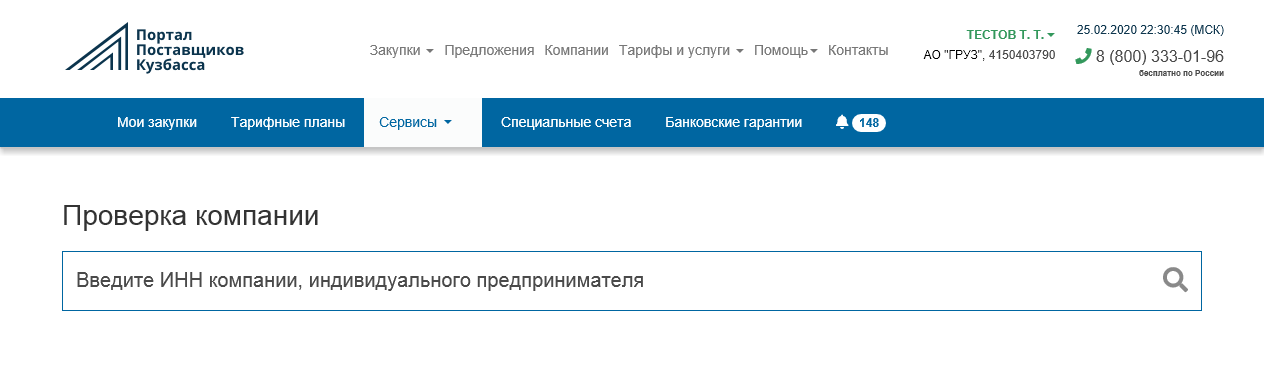 Портал
Поставщиков
Кузбасса
Закупки Предложения Компании Тарифы и услуги Помощь Контакты
ТЕСТОВ Т. Т.
АО "ГРУЗ", 4150403790
25.02.2020 22:30:45 (МСК)
8 (800) 333-01-96
бесплатно по России
Мои закупки Тарифные планы Сервисы Специальные счета Банковские гарантии 148
Проверка компании
Введите ИНН компании, индивидуального предпринимателя